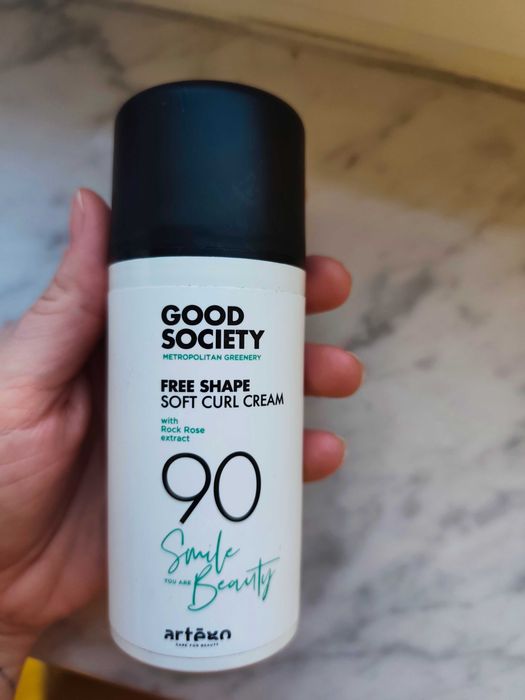 GOOD
SOCIETY
METROPOLITAN GREENERY
FREE SHAPE
SOFT CURL CREAM
with
Rock Rose
extract
90
Smile
YOU ARE
Beauty
artègo
CARE FOR BEAUTY